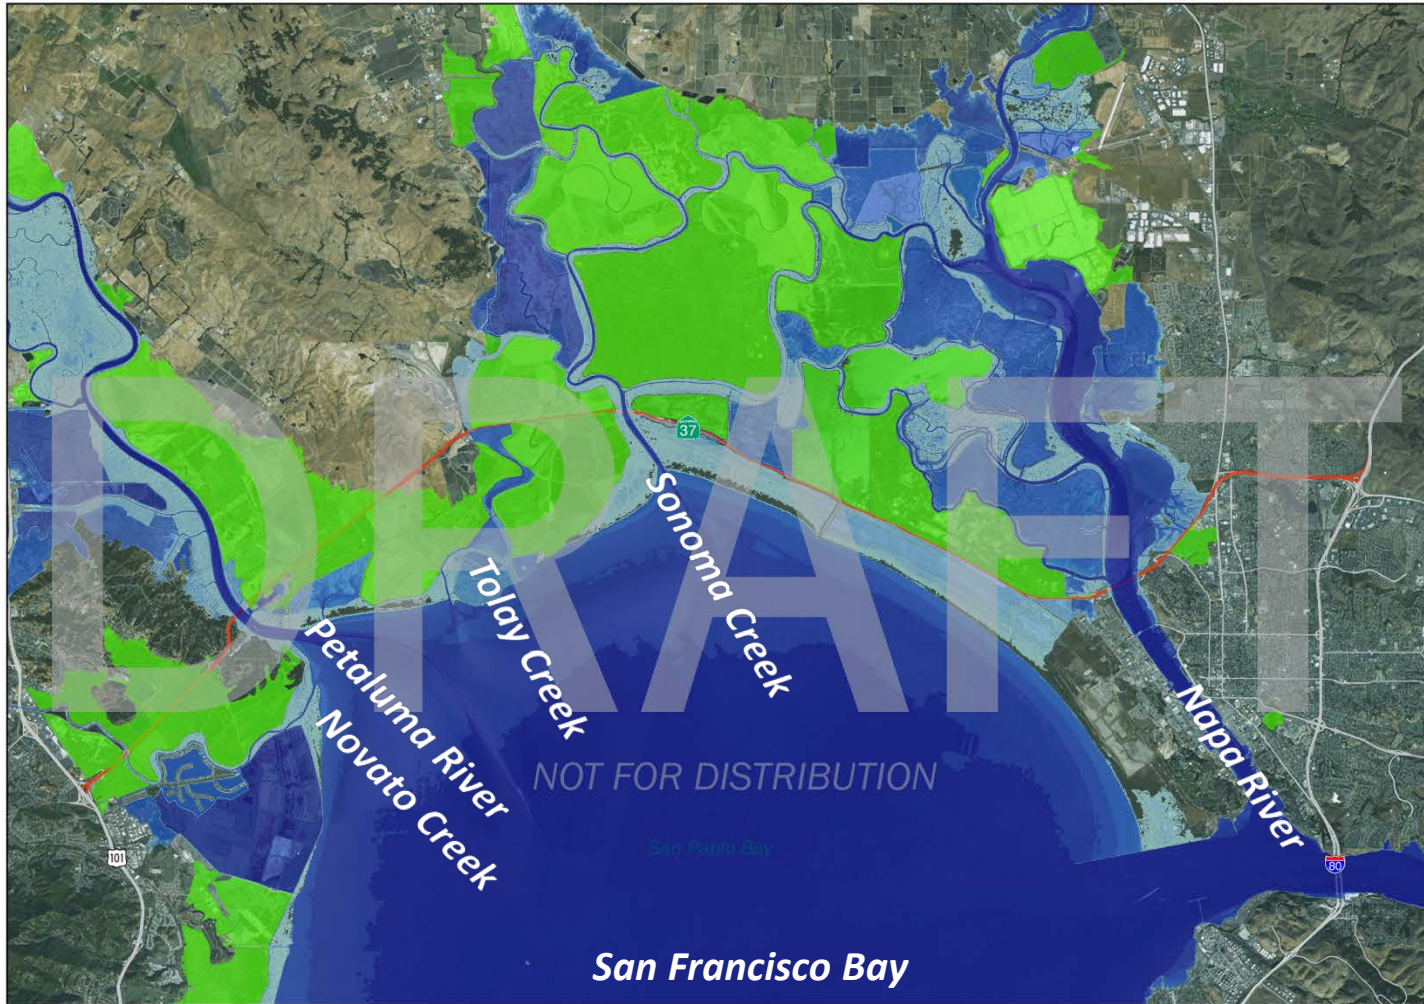 DRAFT
37
Sonoma Creek
Tolay Creek
Petaluma River
Novato Creek
Napa River
NOT FOR DISTRIBUTION
San Pablo Bay
101
80
San Francisco Bay